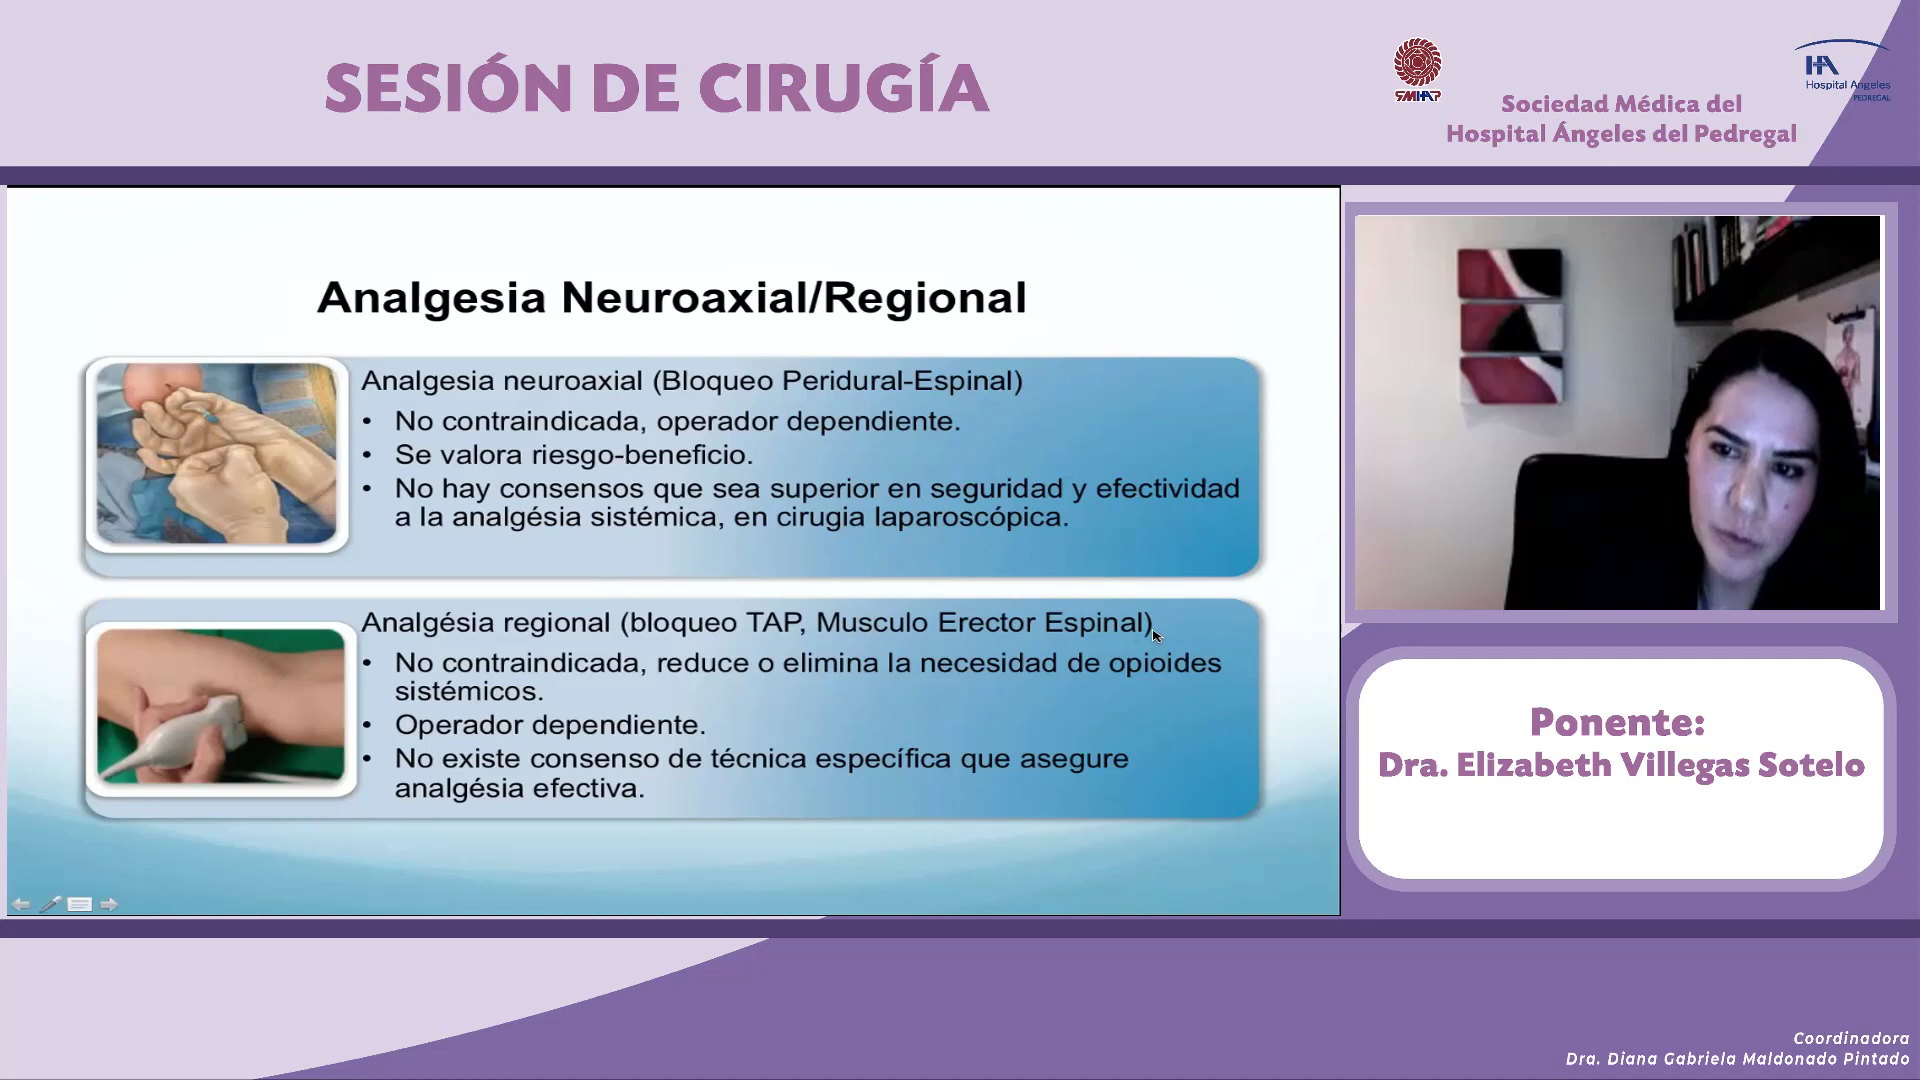 SESIÓN DE CIRUGÍA
SMHAP
Sociedad Médica del
Hospital Ángeles del Pedregal
HA
Hospital Angeles
PEDREGAL
Analgesia Neuroaxial/Regional
Analgesia neuroaxial (Bloqueo Peridural-Espinal)
• No contraindicada, operador dependiente.
• Se valora riesgo-beneficio.
• No hay consensos que sea superior en seguridad y efectividad
a la analgésia sistémica, en cirugia laparoscópica.
Analgésia regional (bloqueo TAP, Musculo Erector Espinal)
• No contraindicada, reduce o elimina la necesidad de opioides
sistémicos.
• Operador dependiente.
• No existe consenso de técnica específica que asegure
analgésia efectiva.
Ponente:
Dra. Elizabeth Villegas Sotelo
Coordinadora
Dra. Diana Gabriela Maldonado Pintado